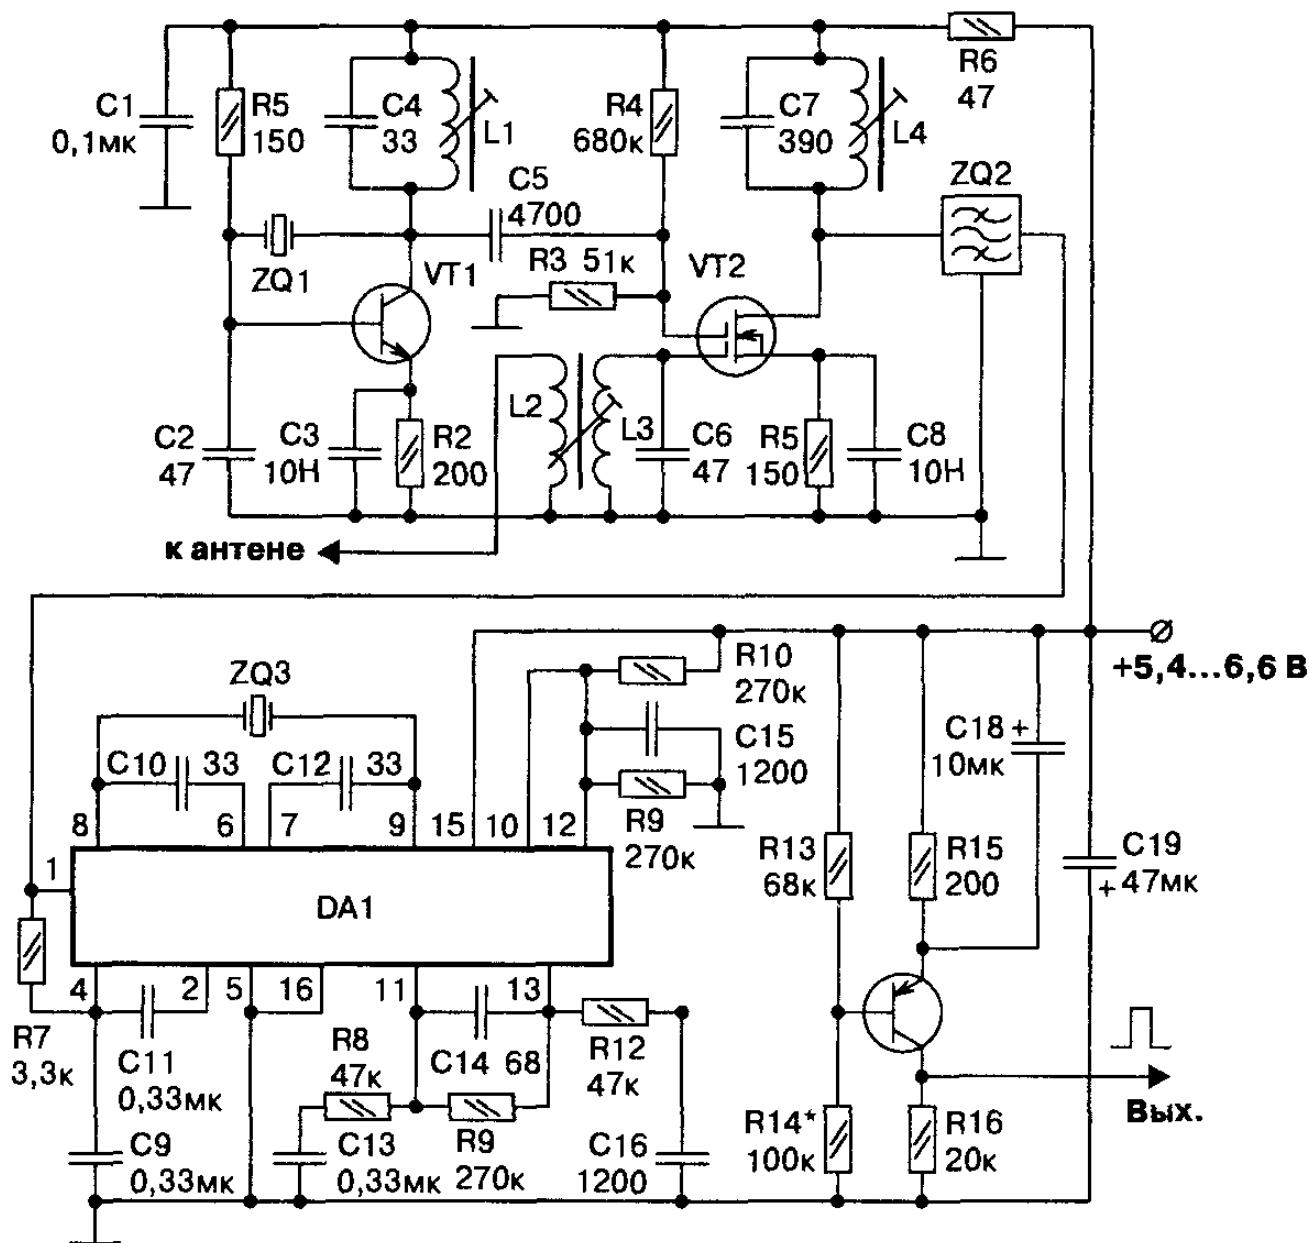 R6
47
C1
0,1мк
R5
150
C4
33
L1
R4
680к
C7
390
L4
ZQ2
C5
4700
ZQ1
VT1
R3 51к
VT2
L2
L3
C2
47
C3
10Н
R2
200
C6
47
R5
150
C8
10Н
к антене
+5,4...6,6 В
ZQ3
R10
270к
C10 33
C12 33
C15
1200
C18 +
10мк
8
6
7
9
15
10
12
R9
270к
R13
68к
R15
200
C19
+ 47мк
1
DA1
4
2
5
16
11
13
R7
3,3к
C11
0,33мк
R8
47к
C14 68
R12
47к
C9
0,33мк
C13
0,33мк
R9
270к
C16
1200
R14*
100к
R16
20к
Вых.